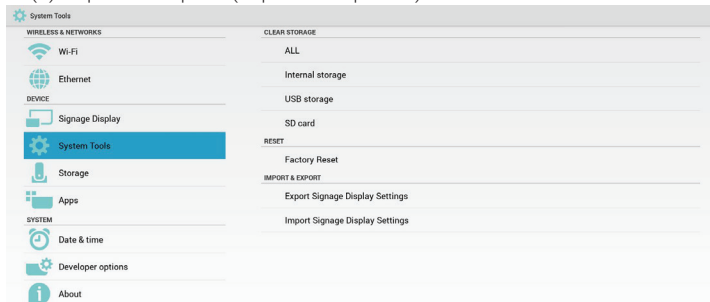 System Tools
WIRELESS & NETWORKS
Wi-Fi
Ethernet
DEVICE
Signage Display
System Tools
Storage
Apps
SYSTEM
Date & time
Developer options
About
CLEAR STORAGE
ALL
Internal storage
USB storage
SD card
RESET
Factory Reset
IMPORT & EXPORT
Export Signage Display Settings
Import Signage Display Settings